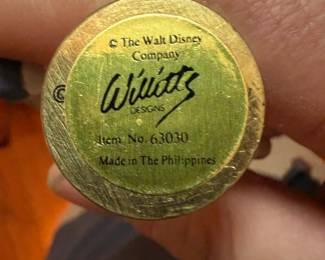 © The Walt Disney
Company
Willitts
DESIGNS
Item No. 63030
Made in The Philippines
©